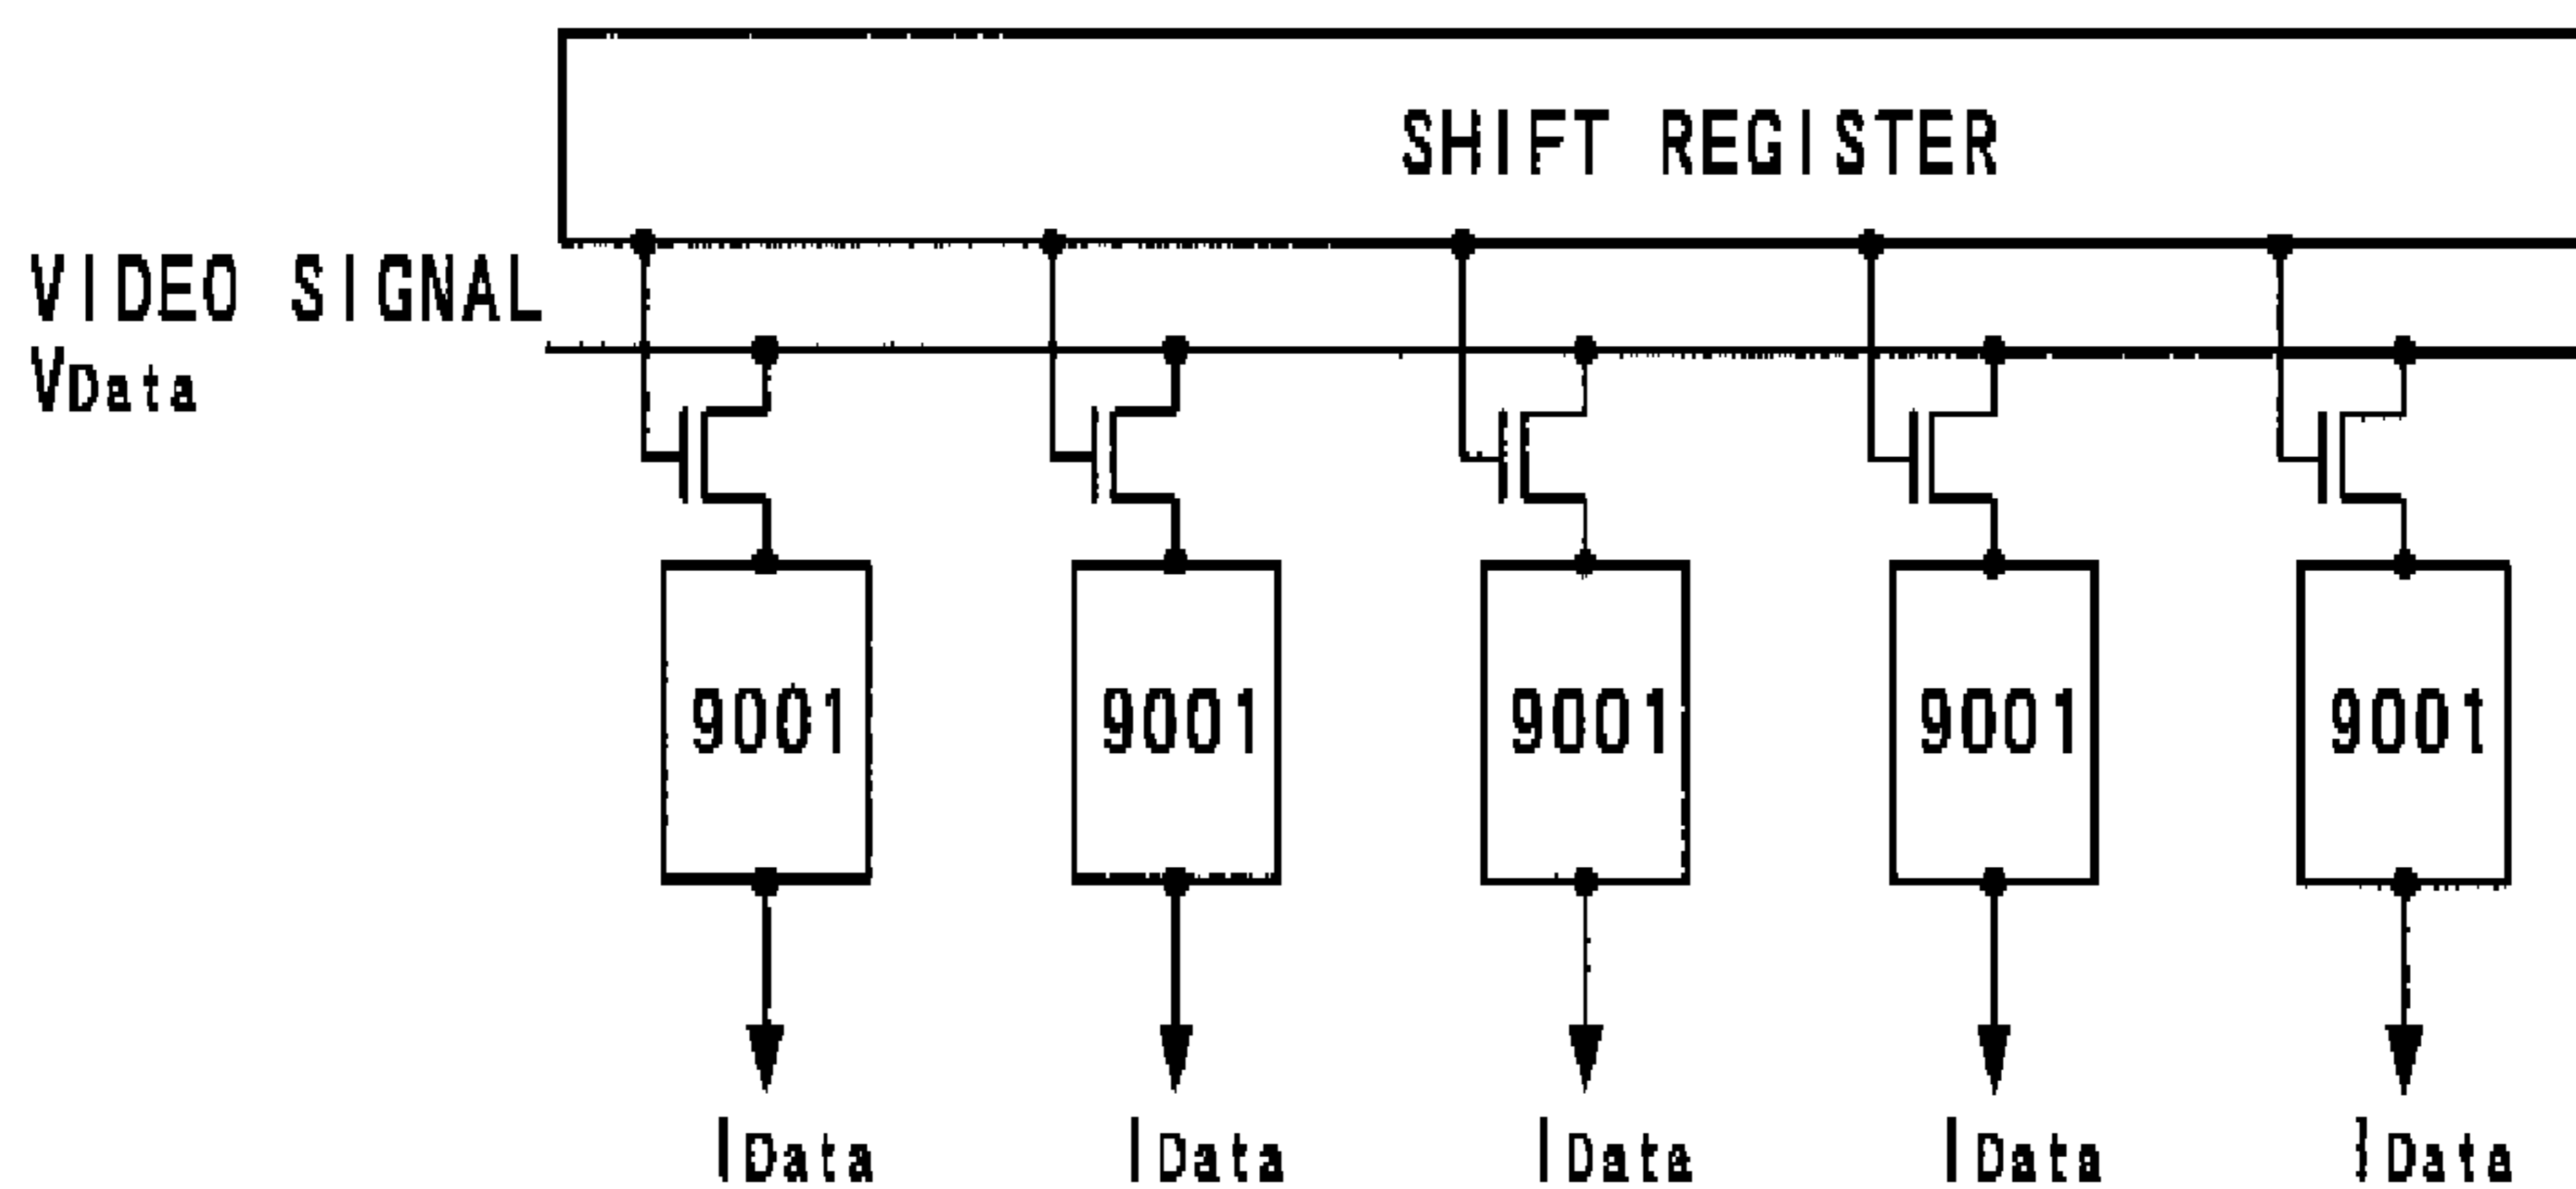 SHIFT REGISTER
VIDEO SIGNAL
VData
9001 9001 9001 9001 9001
IData IData IData IData IData